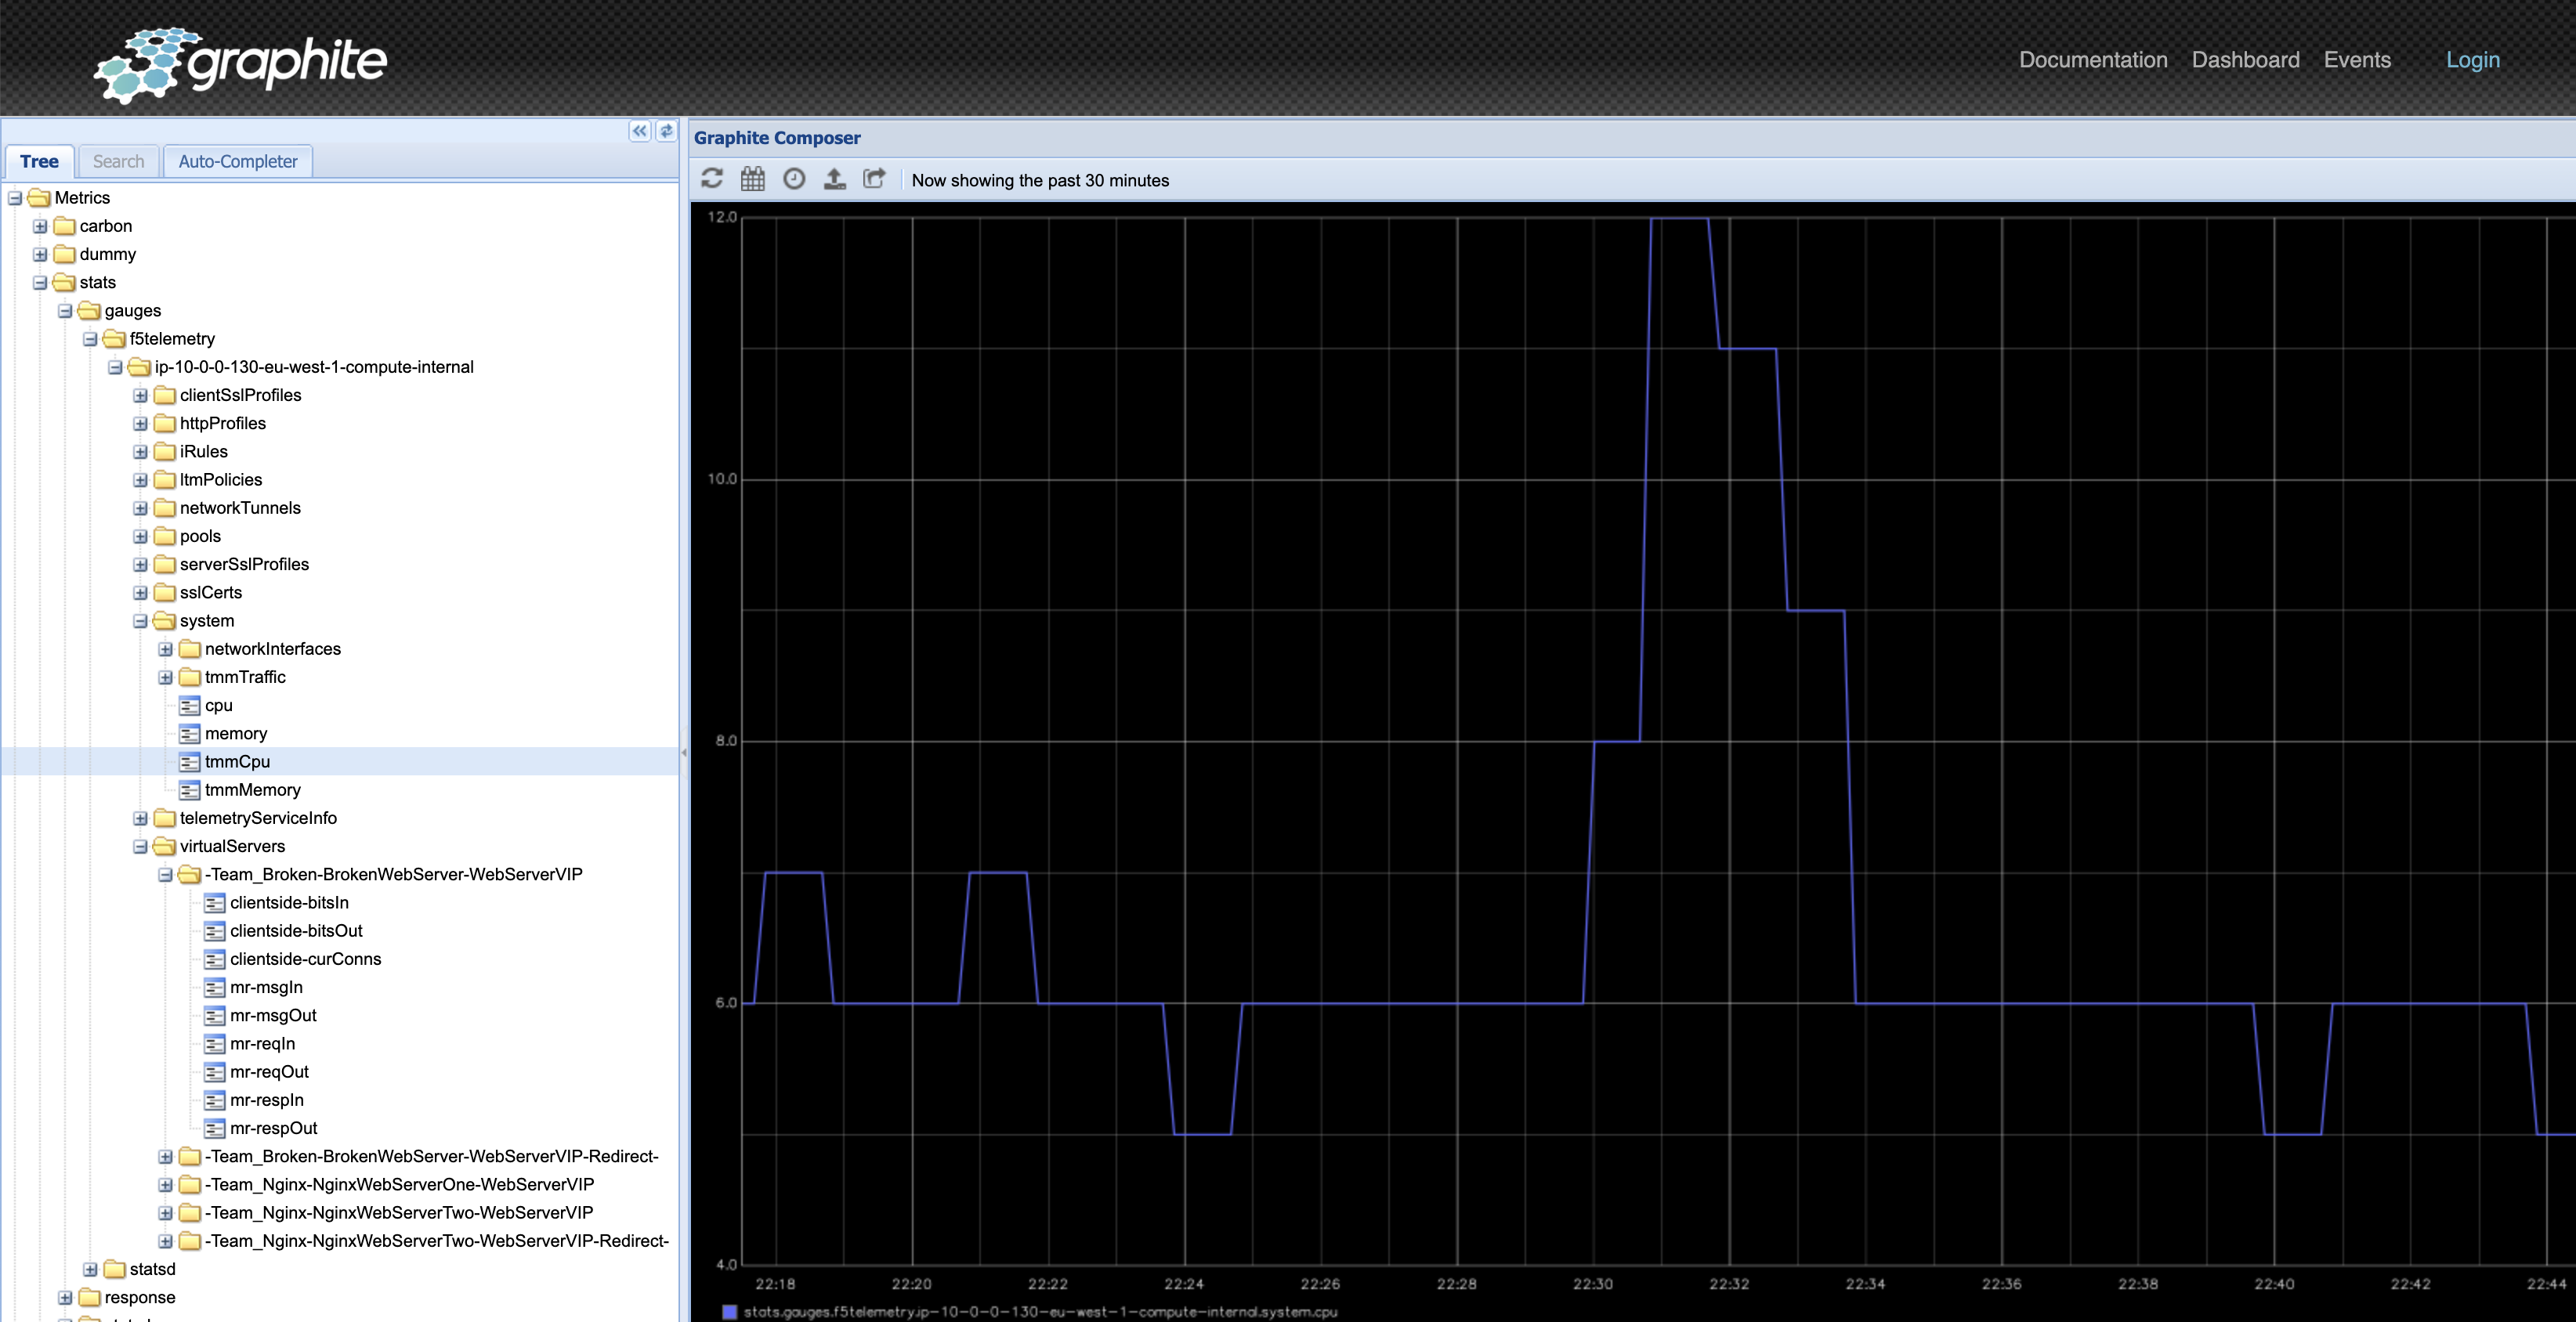 graphite
Documentation Dashboard Events Login
Tree Search Auto-Completer
Metrics
carbon
dummy
stats
gauges
f5telemetry
ip-10-0-0-130-eu-west-1-compute-internal
clientSslProfiles
httpProfiles
iRules
ltmPolicies
networkTunnels
pools
serverSslProfiles
sslCerts
system
networkInterfaces
tmmTraffic
cpu
memory
tmmCpu
tmmMemory
telemetryServiceInfo
virtualServers
-Team_Broken-BrokenWebServer-WebServerVIP
clientside-bitsIn
clientside-bitsOut
clientside-curConns
mr-msgIn
mr-msgOut
mr-reqIn
mr-reqOut
mr-respIn
mr-respOut
-Team_Broken-BrokenWebServer-WebServerVIP-Redirect-
-Team_Nginx-NginxWebServerOne-WebServerVIP
-Team_Nginx-NginxWebServerTwo-WebServerVIP
-Team_Nginx-NginxWebServerTwo-WebServerVIP-Redirect-
statsd
response
Graphite Composer
Now showing the past 30 minutes
12.0
10.0
8.0
6.0
4.0
22:18 22:20 22:22 22:24 22:26 22:28 22:30 22:32 22:34 22:36 22:38 22:40 22:42 22:44
stats.gauges.f5telemetry.ip-10-0-0-130-eu-west-1-compute-internal.system.cpu